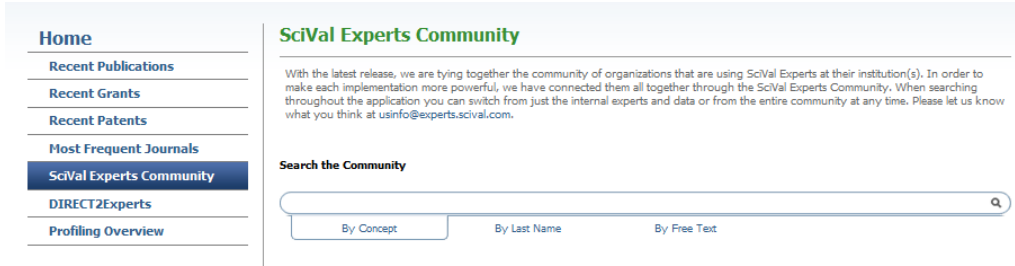 Home
Recent Publications
Recent Grants
Recent Patents
Most Frequent Journals
SciVal Experts Community
DIRECT2Experts
Profiling Overview
SciVal Experts Community
With the latest release, we are tying together the community of organizations that are using SciVal Experts at their institution(s). In order to
make each implementation more powerful, we have connected them all together through the SciVal Experts Community. When searching
throughout the application you can switch from just the internal experts and data or from the entire community at any time. Please let us know
what you think at usinfo@experts.scival.com.
Search the Community
By Concept By Last Name By Free Text